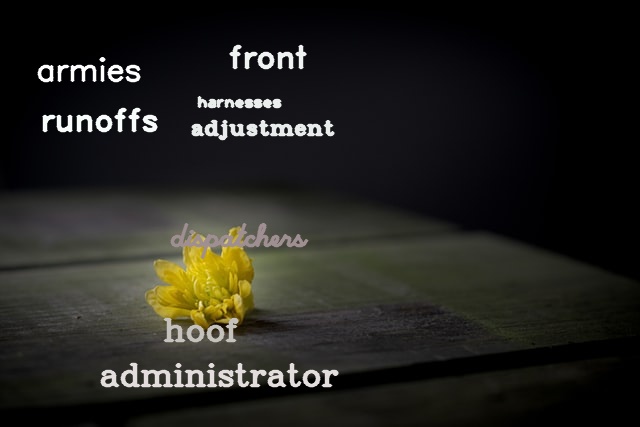 front
armies
harnesses
runoffs
adjustment
dispatchers
hoof
administrator